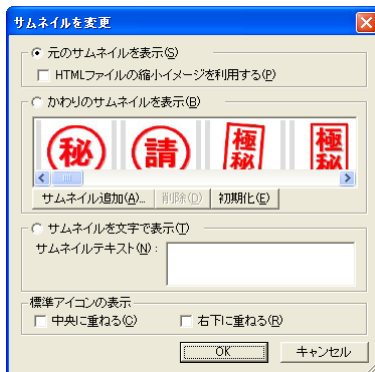 サムネイルを変更
元のサムネイルを表示(S)
HTMLファイルの縮小イメージを利用する(P)
かわりのサムネイルを表示(B)
秘 請 極秘 極秘
サムネイル追加(A)... 削除(D) 初期化(E)
サムネイルを文字で表示(T)
サムネイルテキスト(N):
標準アイコンの表示
中央に重ねる(C) 右下に重ねる(R)
OK キャンセル